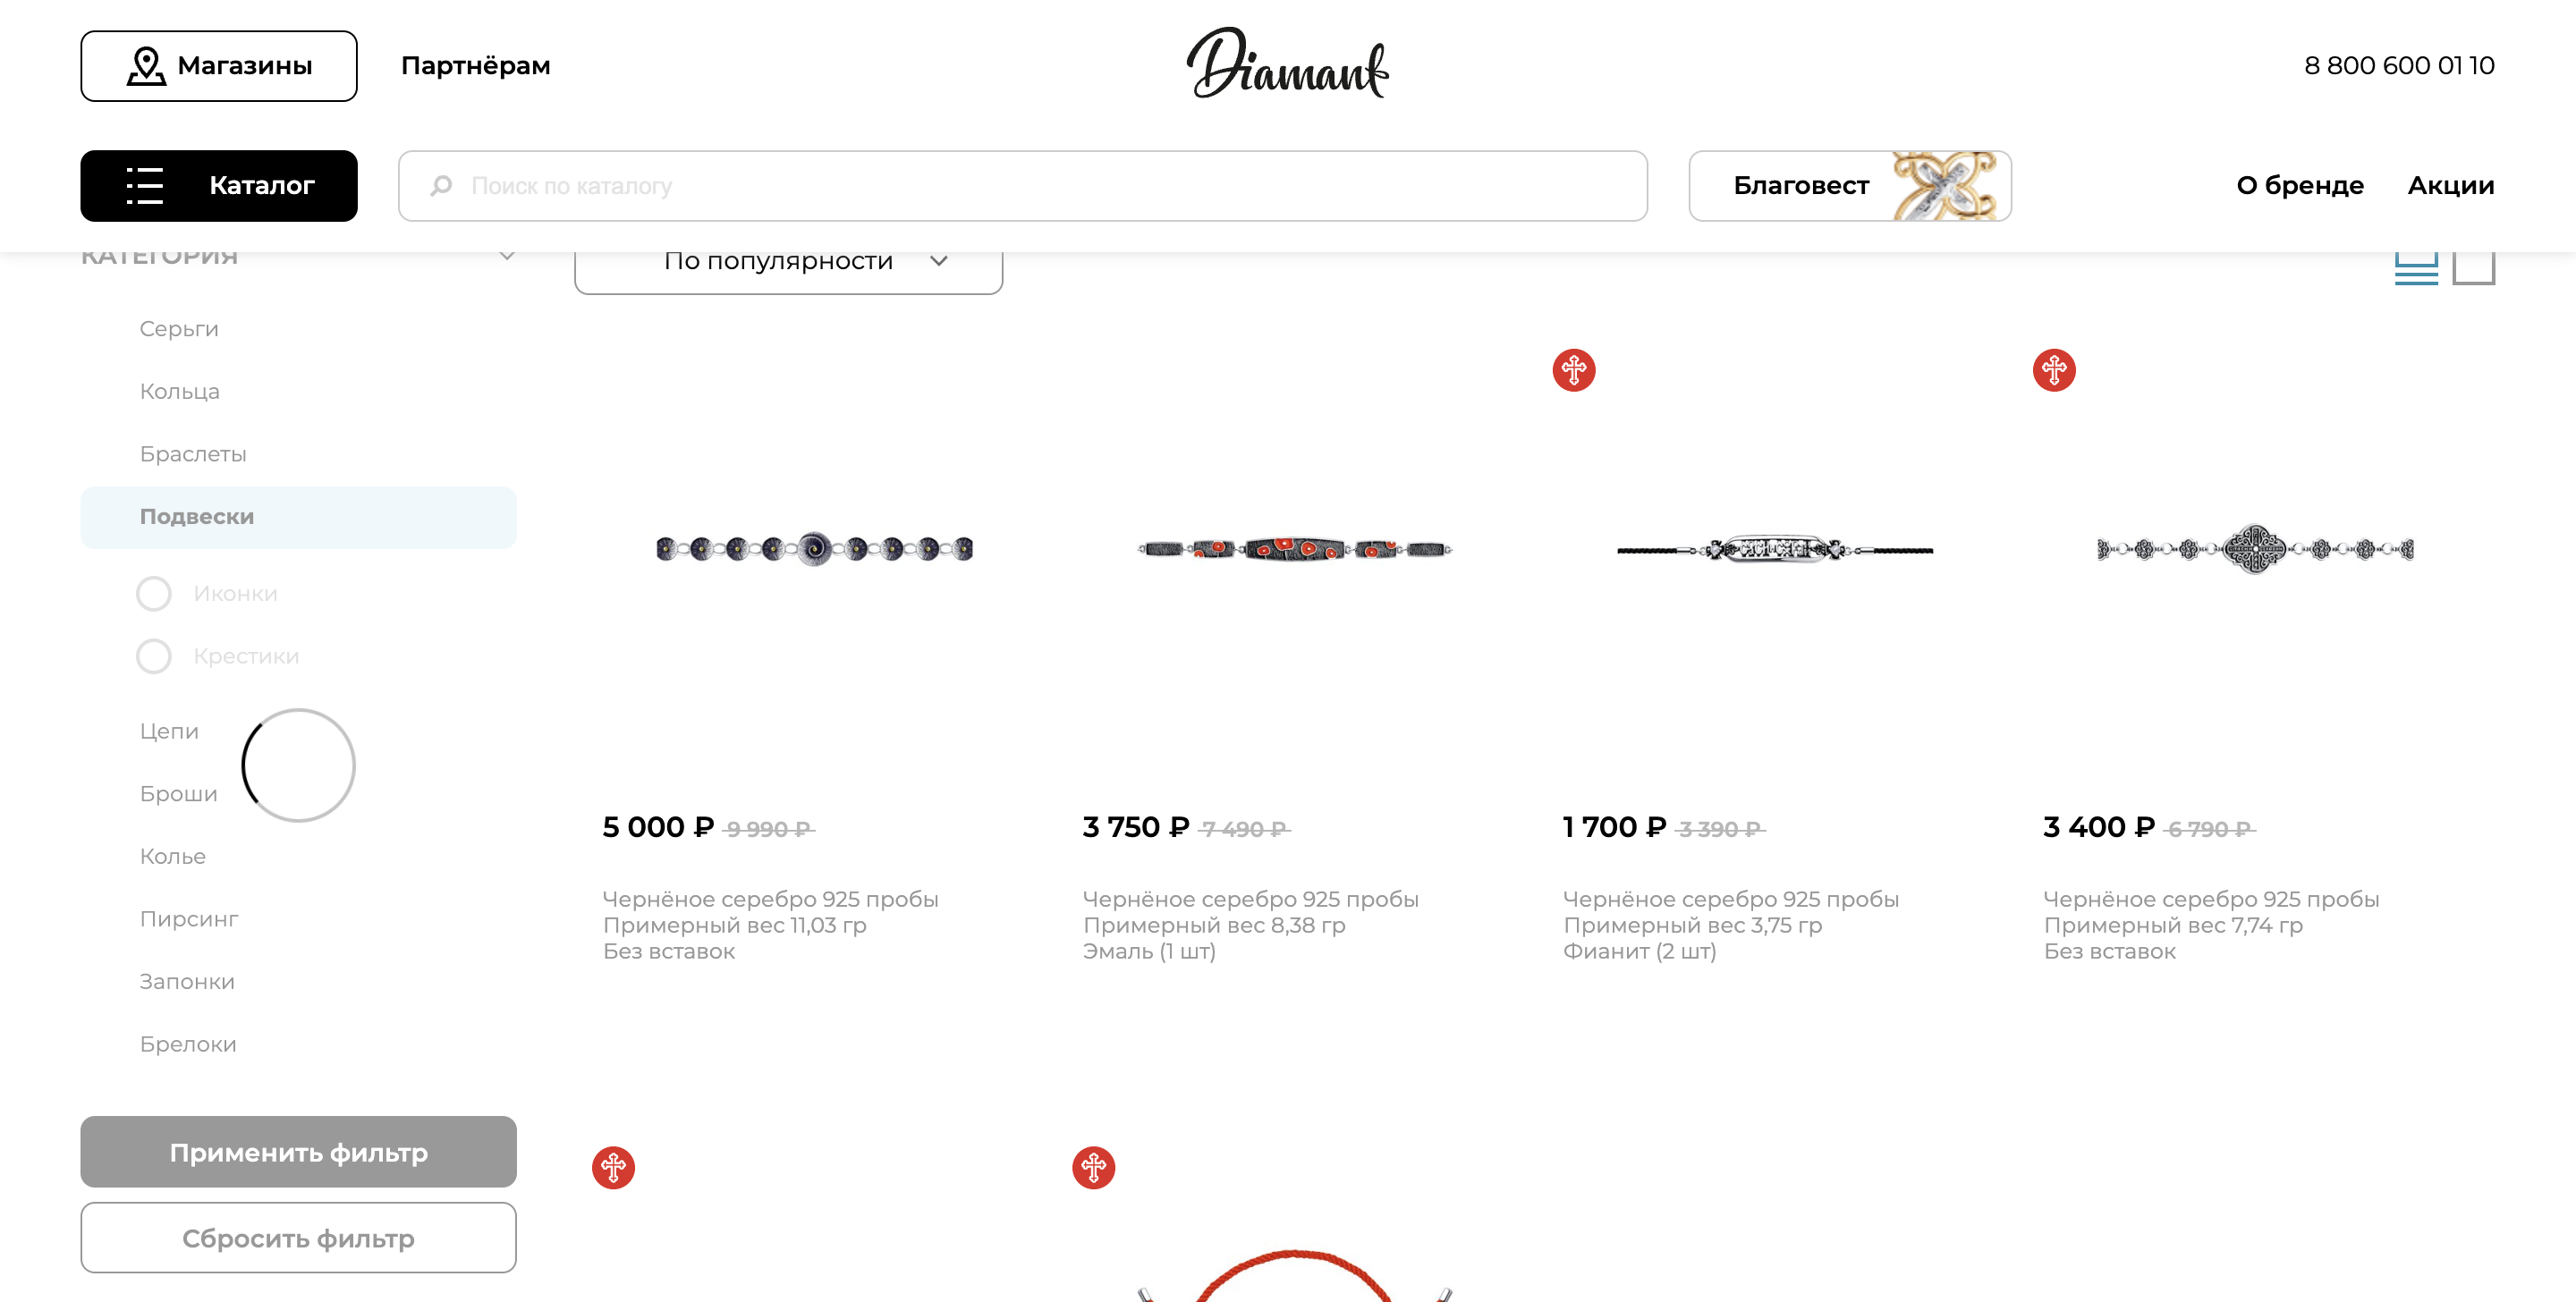 Магазины
Партнёрам
Diamant
8 800 600 01 10
Каталог
Поиск по каталогу
Благовест
О бренде
Акции
КАТЕГОРИЯ
По популярности
Серьги
Кольца
Браслеты
Подвески
Иконки
Крестики
Цепи
Броши
Колье
Пирсинг
Запонки
Брелоки
Применить фильтр
Сбросить фильтр
5 000 ₽ 9 990 ₽
Чернёное серебро 925 пробы
Примерный вес 11,03 гр
Без вставок
3 750 ₽ 7 490 ₽
Чернёное серебро 925 пробы
Примерный вес 8,38 гр
Эмаль (1 шт)
1 700 ₽ 3 390 ₽
Чернёное серебро 925 пробы
Примерный вес 3,75 гр
Фианит (2 шт)
3 400 ₽ 6 790 ₽
Чернёное серебро 925 пробы
Примерный вес 7,74 гр
Без вставок